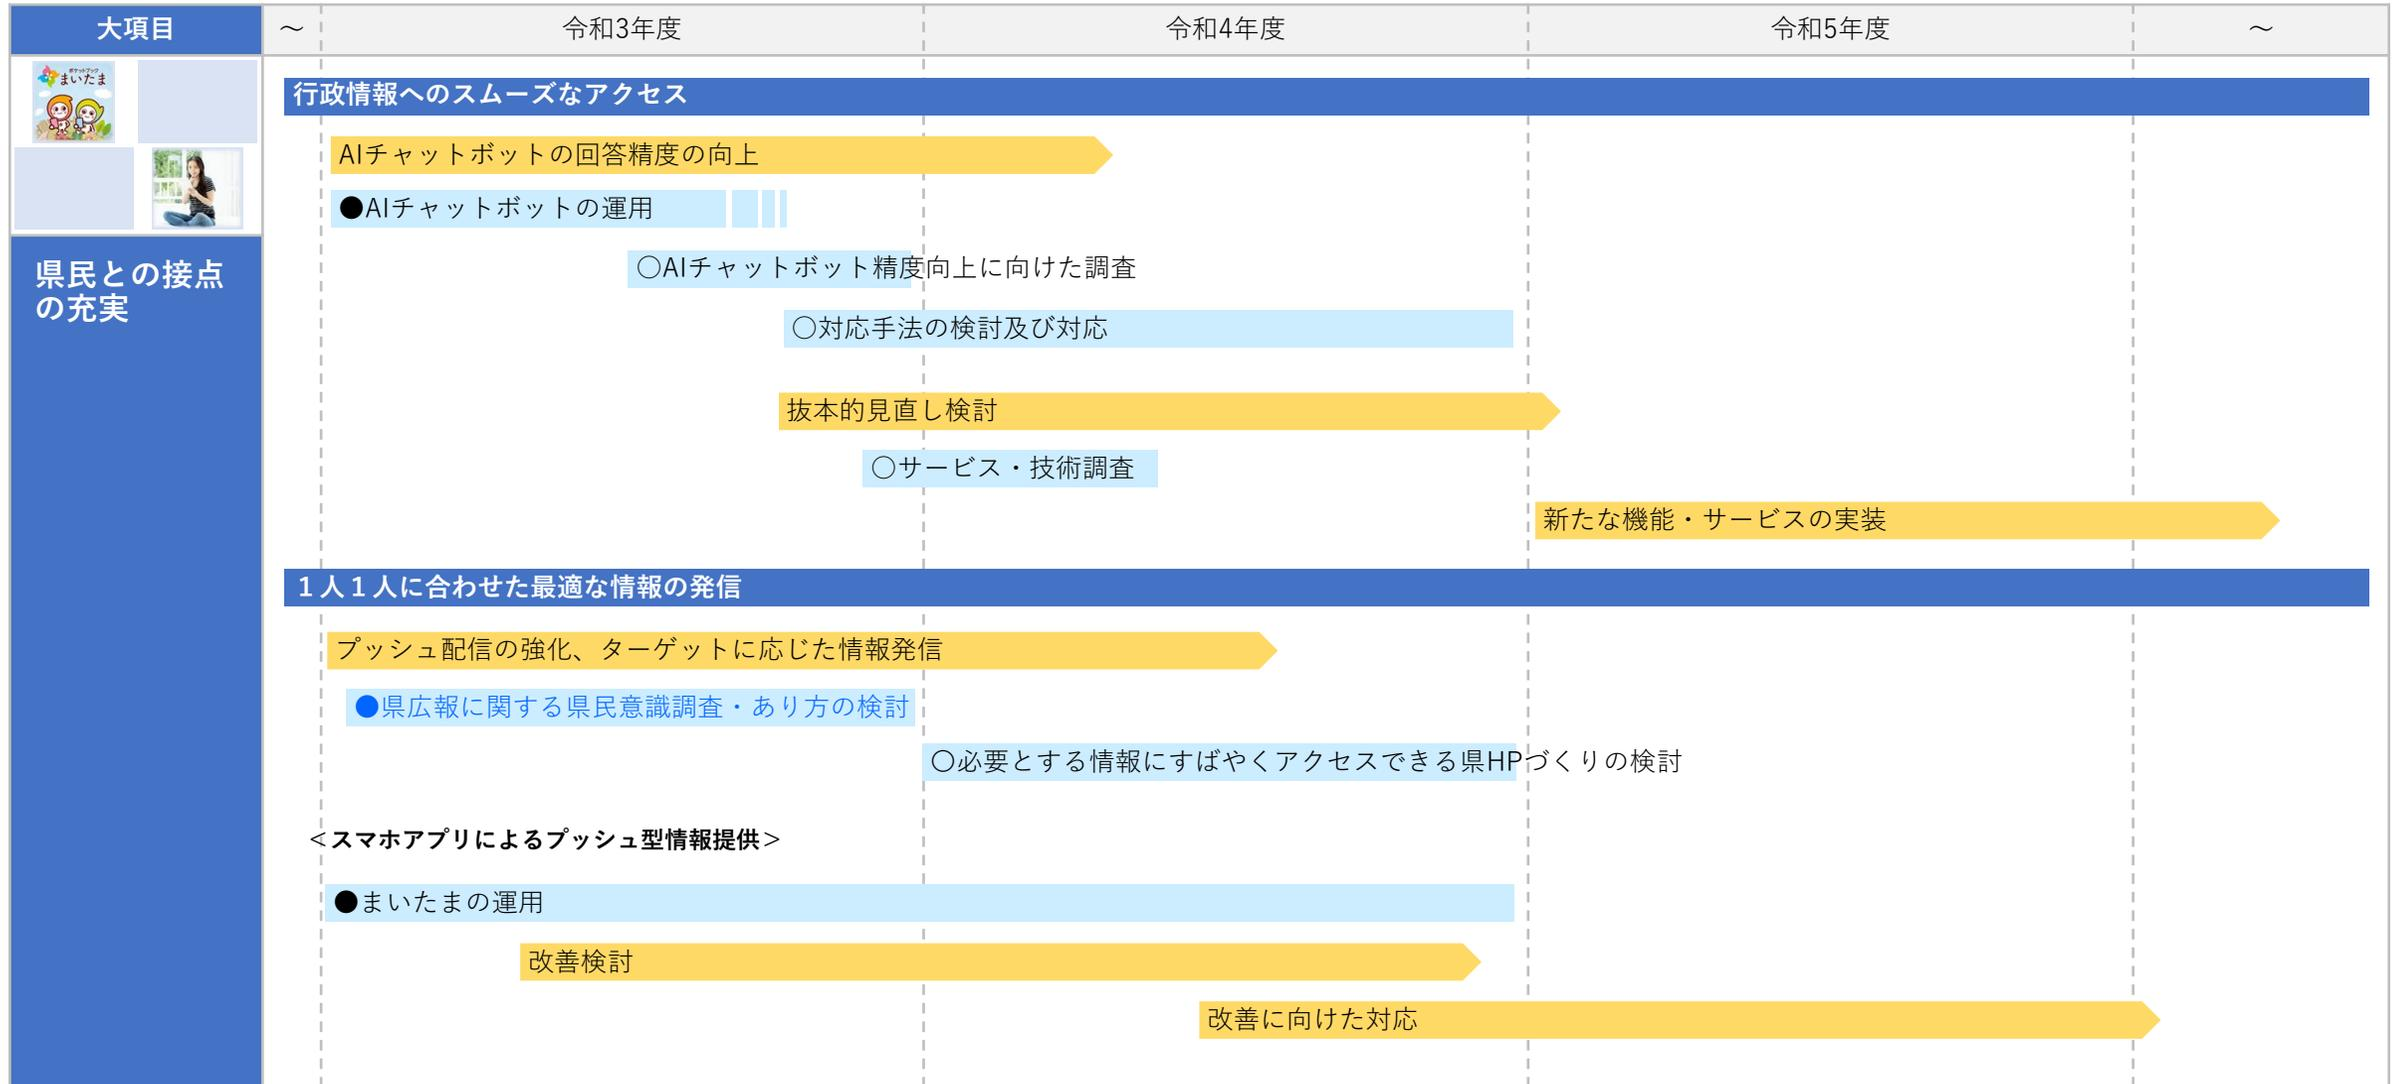 大項目
～
令和3年度
令和4年度
令和5年度
～
ポケットブック
まいたま
県民との接点
の充実
行政情報へのスムーズなアクセス
AIチャットボットの回答精度の向上
●AIチャットボットの運用
○AIチャットボット精度向上に向けた調査
○対応手法の検討及び対応
抜本的見直し検討
○サービス・技術調査
新たな機能・サービスの実装
１人１人に合わせた最適な情報の発信
プッシュ配信の強化、ターゲットに応じた情報発信
●県広報に関する県民意識調査・あり方の検討
○必要とする情報にすばやくアクセスできる県HPづくりの検討
＜スマホアプリによるプッシュ型情報提供＞
●まいたまの運用
改善検討
改善に向けた対応